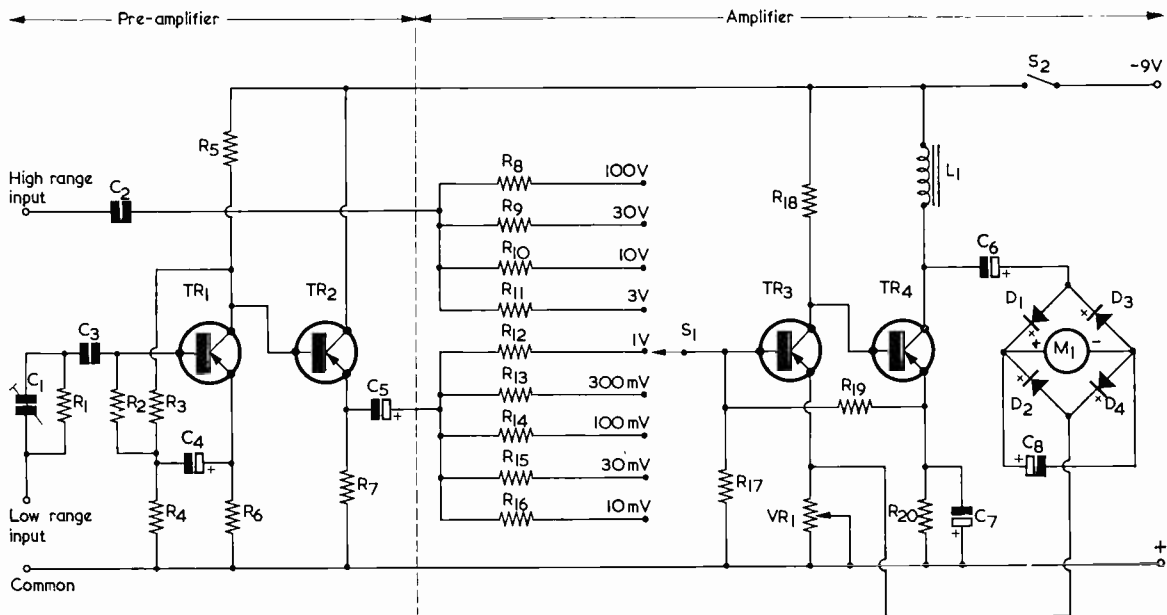 Pre-amplifier
Amplifier
S2
-9V
R5
High range
input
C2
R8
100V
R9
30V
R10
10V
R11
3V
R12
1V
R13
300mV
R14
100mV
R15
30mV
R16
10mV
R18
L1
C6
+
TR1
TR2
TR3
TR4
S1
C3
C1
R1
R2
R3
C4
+
C5
+
R4
R6
R7
R17
R19
VR1
R20
C7
+
D1
D3
+
M1
-
D2
D4
C8
+
Low range
input
Common
+